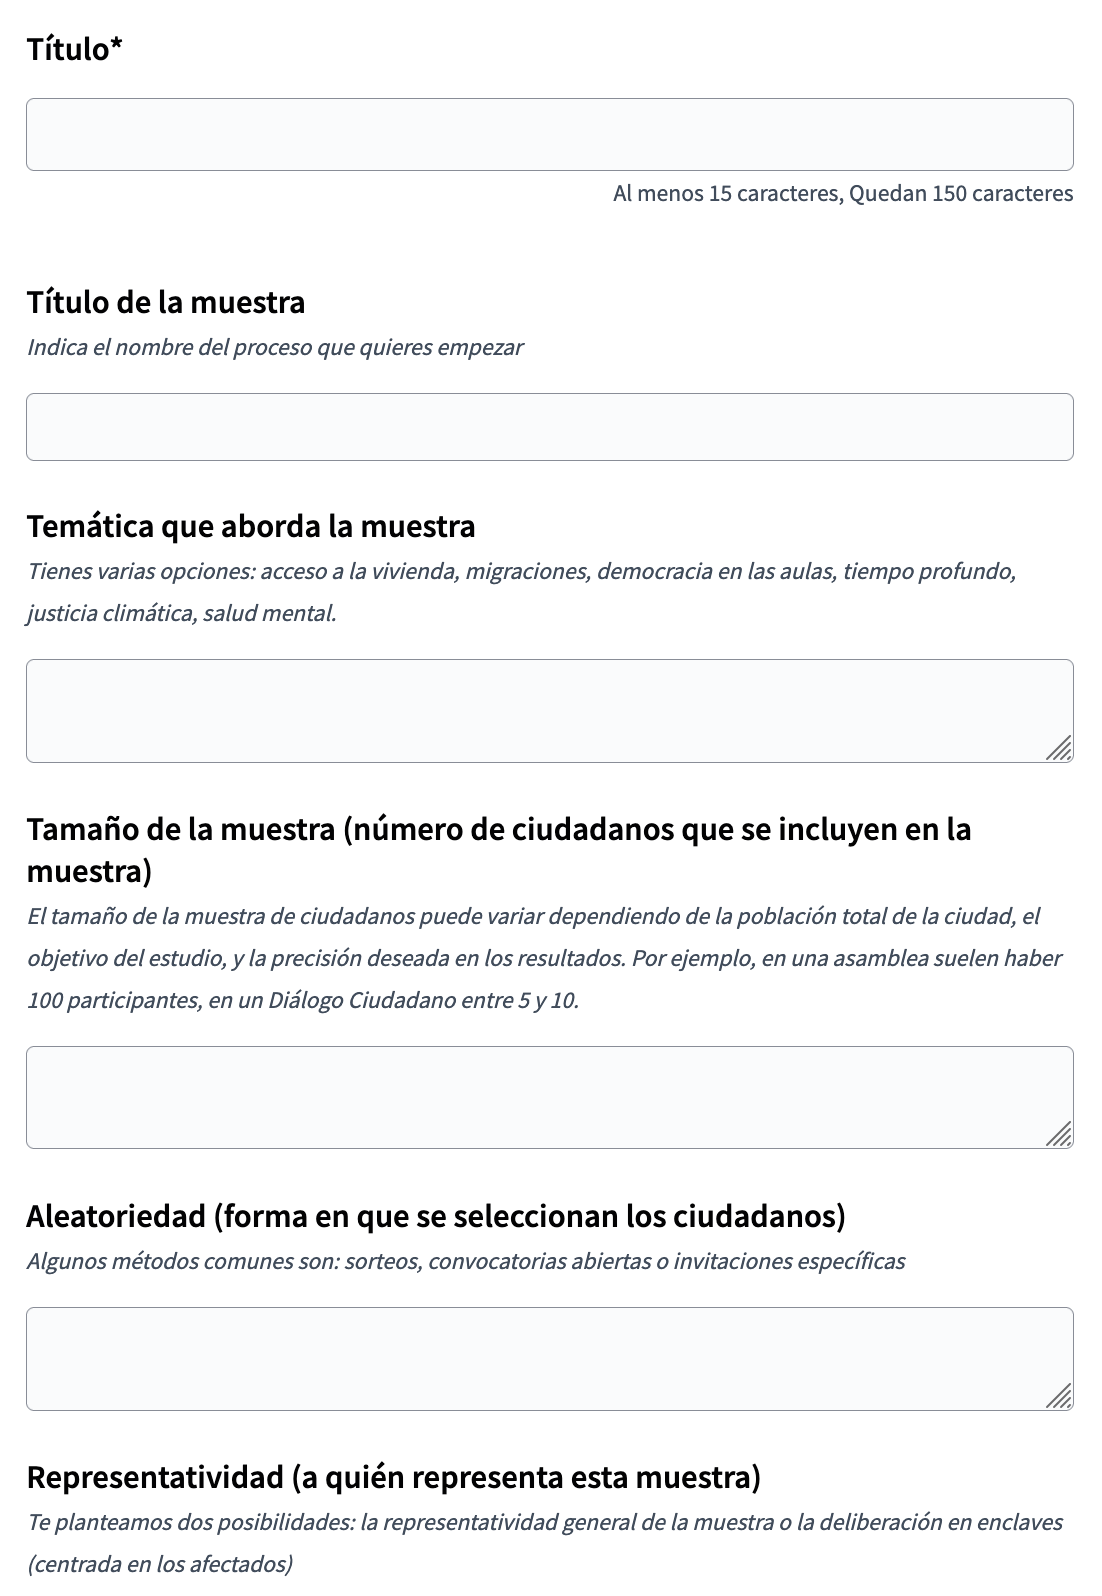 Título*
Al menos 15 caracteres, Quedan 150 caracteres
Título de la muestra
Indica el nombre del proceso que quieres empezar
Temática que aborda la muestra
Tienes varias opciones: acceso a la vivienda, migraciones, democracia en las aulas, tiempo profundo,
justicia climática, salud mental.
Tamaño de la muestra (número de ciudadanos que se incluyen en la
muestra)
El tamaño de la muestra de ciudadanos puede variar dependiendo de la población total de la ciudad, el
objetivo del estudio, y la precisión deseada en los resultados. Por ejemplo, en una asamblea suelen haber
100 participantes, en un Diálogo Ciudadano entre 5 y 10.
Aleatoriedad (forma en que se seleccionan los ciudadanos)
Algunos métodos comunes son: sorteos, convocatorias abiertas o invitaciones específicas
Representatividad (a quién representa esta muestra)
Te planteamos dos posibilidades: la representatividad general de la muestra o la deliberación en enclaves
(centrada en los afectados)